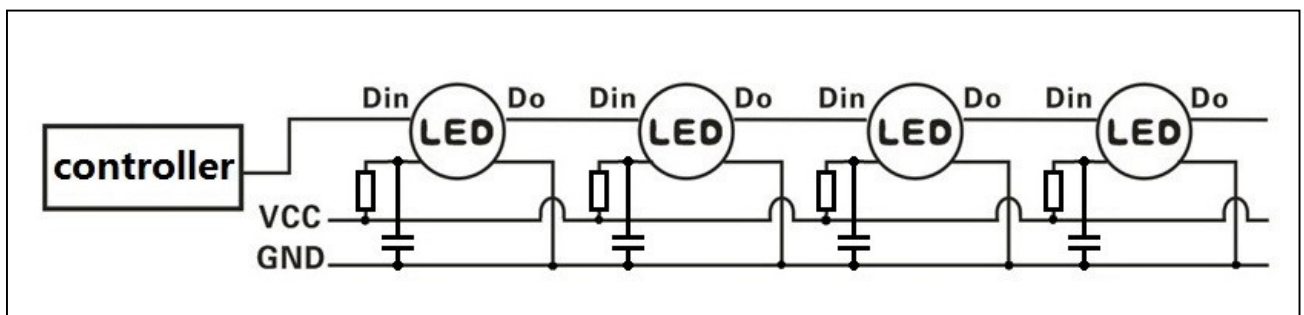 Din Do Din Do Din Do Din Do
LED LED LED LED
controller
VCC
GND